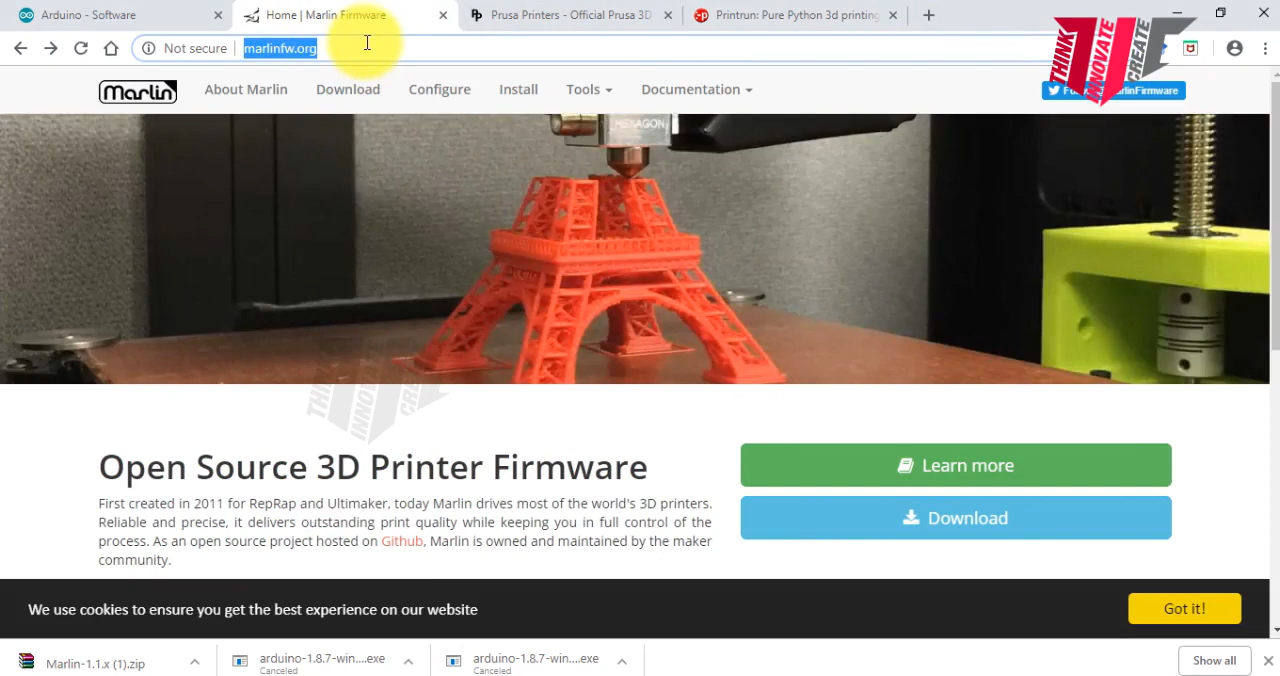 Arduino - Software
Home | Marlin Firmware
Prusa Printers - Official Prusa 3D
Printrun: Pure Python 3d printing
Not secure
marlinfw.org
THINK
INNOVATE
CREATE
Marlin
About Marlin
Download
Configure
Install
Tools
Documentation
HEXAGON
THINK
INNOVATE
CREATE
Open Source 3D Printer Firmware
First created in 2011 for RepRap and Ultimaker, today Marlin drives most of the world's 3D printers.
Reliable and precise, it delivers outstanding print quality while keeping you in full control of the
process. As an open source project hosted on Github, Marlin is owned and maintained by the maker
community.
Learn more
Download
We use cookies to ensure you get the best experience on our website
Got it!
Marlin-1.1.x (1).zip
arduino-1.8.7-win....exe
Canceled
arduino-1.8.7-win....exe
Canceled
Show all